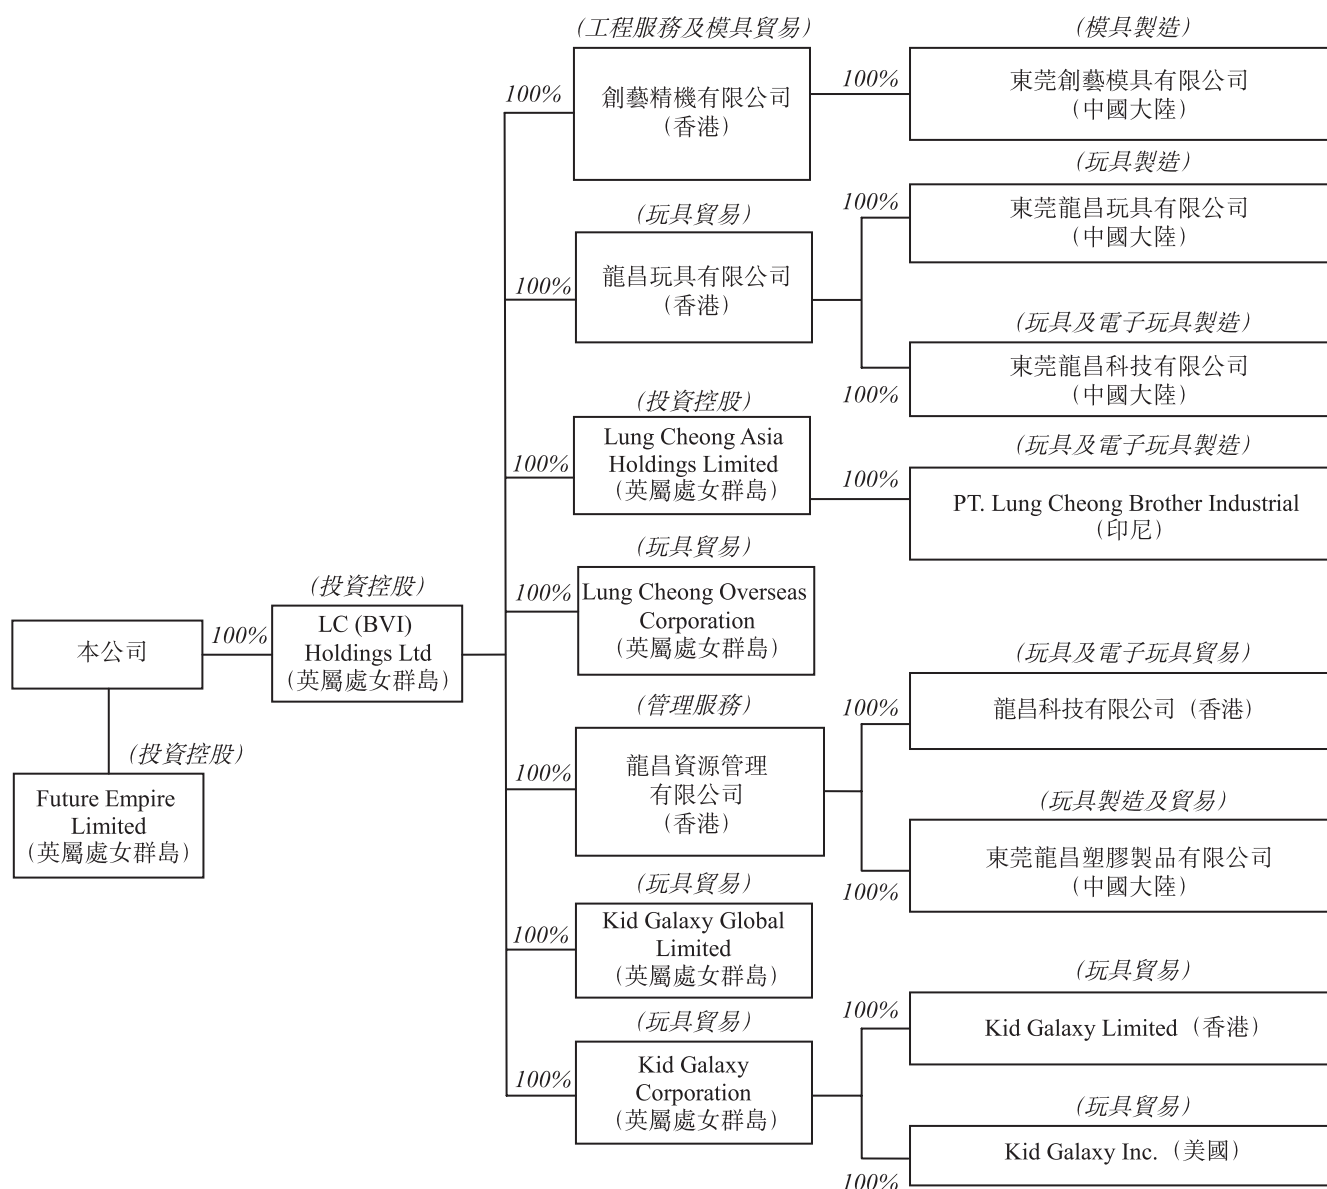 （工程服務及模具貿易）
100%
創藝精機有限公司
（香港）
（模具製造）
100%
東莞創藝模具有限公司
（中國大陸）
（玩具貿易）
100%
龍昌玩具有限公司
（香港）
（玩具製造）
100%
東莞龍昌玩具有限公司
（中國大陸）
（玩具及電子玩具製造）
100%
東莞龍昌科技有限公司
（中國大陸）
（投資控股）
100%
Lung Cheong Asia
Holdings Limited
（英屬處女群島）
（玩具及電子玩具製造）
100%
PT. Lung Cheong Brother Industrial
（印尼）
（玩具貿易）
100%
Lung Cheong Overseas
Corporation
（英屬處女群島）
本公司
100%
（投資控股）
LC (BVI)
Holdings Ltd
（英屬處女群島）
（投資控股）
Future Empire
Limited
（英屬處女群島）
（管理服務）
100%
龍昌資源管理
有限公司
（香港）
（玩具及電子玩具貿易）
100%
龍昌科技有限公司（香港）
（玩具製造及貿易）
100%
東莞龍昌塑膠製品有限公司
（中國大陸）
（玩具貿易）
100%
Kid Galaxy Global
Limited
（英屬處女群島）
（玩具貿易）
100%
Kid Galaxy
Corporation
（英屬處女群島）
（玩具貿易）
100%
Kid Galaxy Limited（香港）
（玩具貿易）
100%
Kid Galaxy Inc.（美國）